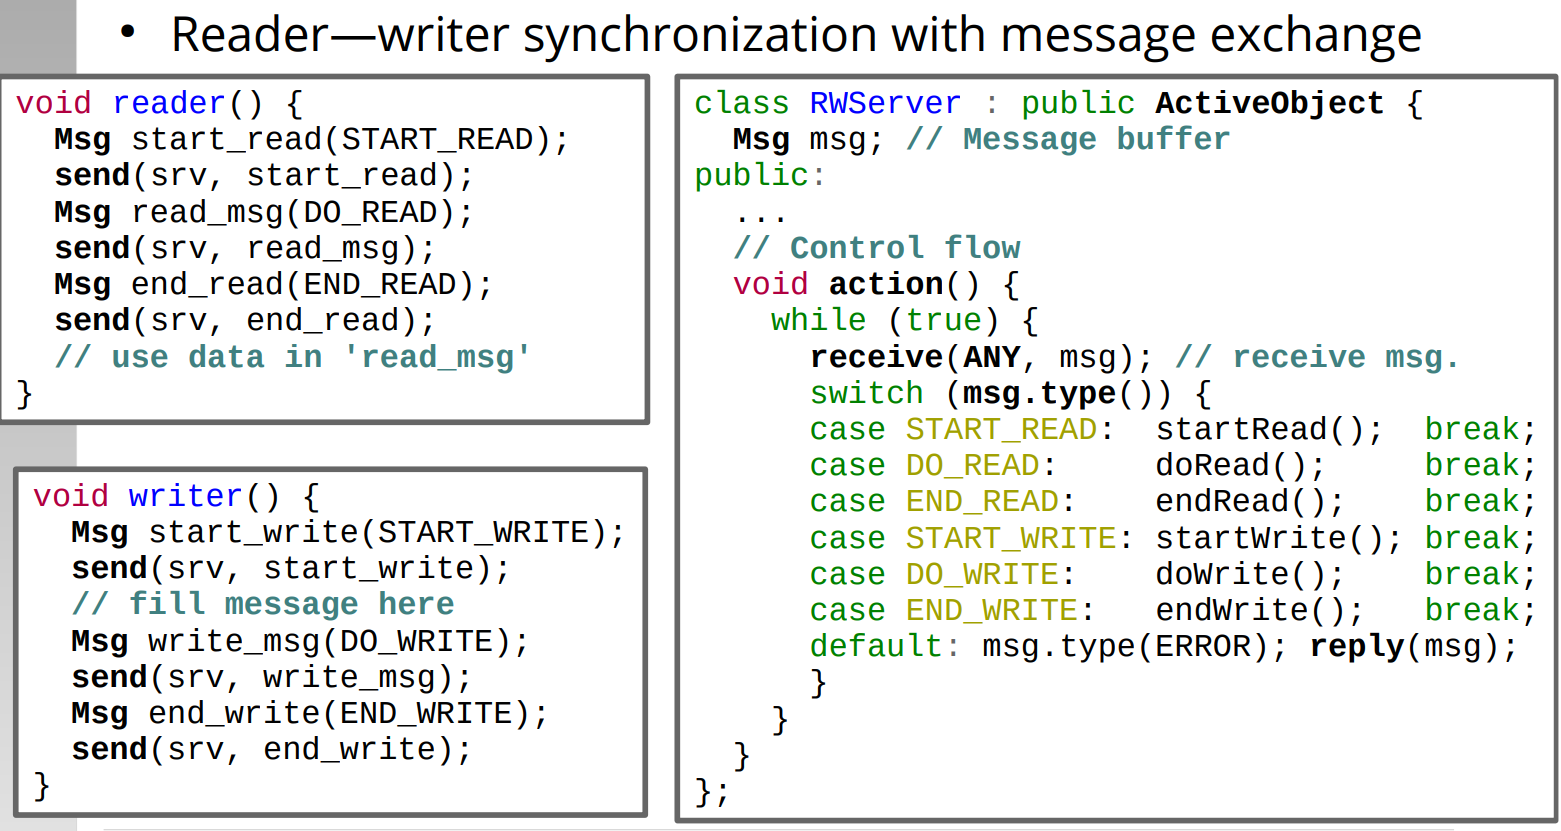 • Reader—writer synchronization with message exchange
void reader() {
  Msg start_read(START_READ);
  send(srv, start_read);
  Msg read_msg(DO_READ);
  send(srv, read_msg);
  Msg end_read(END_READ);
  send(srv, end_read);
  // use data in 'read_msg'
}
void writer() {
  Msg start_write(START_WRITE);
  send(srv, start_write);
  // fill message here
  Msg write_msg(DO_WRITE);
  send(srv, write_msg);
  Msg end_write(END_WRITE);
  send(srv, end_write);
}
class RWServer : public ActiveObject {
  Msg msg; // Message buffer
public:
  ...
  // Control flow
  void action() {
    while (true) {
      receive(ANY, msg); // receive msg.
      switch (msg.type()) {
      case START_READ:  startRead();  break;
      case DO_READ:     doRead();     break;
      case END_READ:    endRead();    break;
      case START_WRITE: startWrite(); break;
      case DO_WRITE:    doWrite();    break;
      case END_WRITE:   endWrite();   break;
      default: msg.type(ERROR); reply(msg);
      }
    }
  }
};